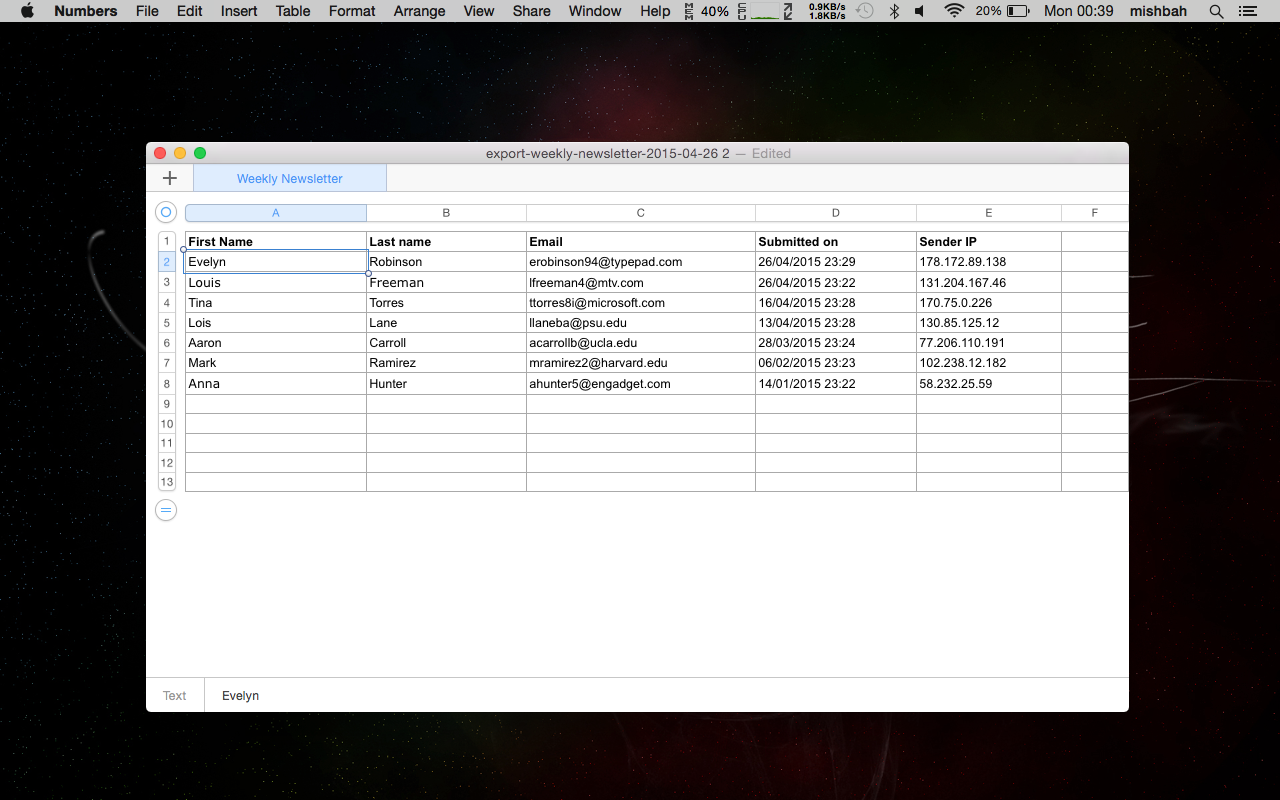 Numbers File Edit Insert Table Format Arrange View Share Window Help MEM 40% CPU 0.9KB/s 1.8KB/s 20% Mon 00:39 mishbah
export-weekly-newsletter-2015-04-26 2 — Edited
Weekly Newsletter
A B C D E F
1 First Name Last name Email Submitted on Sender IP
2 Evelyn Robinson erobinson94@typepad.com 26/04/2015 23:29 178.172.89.138
3 Louis Freeman lfreeman4@mtv.com 26/04/2015 23:22 131.204.167.46
4 Tina Torres ttorres8i@microsoft.com 16/04/2015 23:28 170.75.0.226
5 Lois Lane llaneba@psu.edu 13/04/2015 23:28 130.85.125.12
6 Aaron Carroll acarrollb@ucla.edu 28/03/2015 23:24 77.206.110.191
7 Mark Ramirez mramirez2@harvard.edu 06/02/2015 23:23 102.238.12.182
8 Anna Hunter ahunter5@engadget.com 14/01/2015 23:22 58.232.25.59
9
10
11
12
13
Text Evelyn